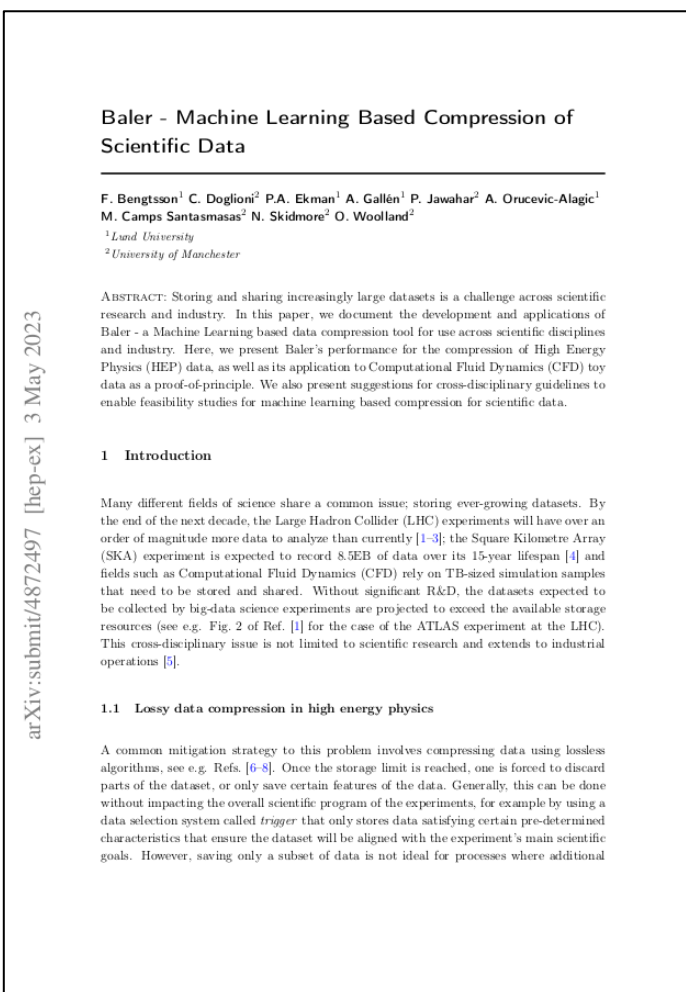 Baler - Machine Learning Based Compression of
Scientific Data
F. Bengtsson¹ C. Doglioni² P.A. Ekman¹ A. Gallén¹ P. Jawahar² A. Orucevic-Alagic¹
M. Camps Santasmasas² N. Skidmore² O. Woolland²
¹Lund University
²University of Manchester
ABSTRACT: Storing and sharing increasingly large datasets is a challenge across scientific
research and industry. In this paper, we document the development and applications of
Baler - a Machine Learning based data compression tool for use across scientific disciplines
and industry. Here, we present Baler's performance for the compression of High Energy
Physics (HEP) data, as well as its application to Computational Fluid Dynamics (CFD) toy
data as a proof-of-principle. We also present suggestions for cross-disciplinary guidelines to
enable feasibility studies for machine learning based compression for scientific data.
1 Introduction
Many different fields of science share a common issue; storing ever-growing datasets. By
the end of the next decade, the Large Hadron Collider (LHC) experiments will have over an
order of magnitude more data to analyze than currently [1–3]; the Square Kilometre Array
(SKA) experiment is expected to record 8.5EB of data over its 15-year lifespan [4] and
fields such as Computational Fluid Dynamics (CFD) rely on TB-sized simulation samples
that need to be stored and shared. Without significant R&D, the datasets expected to
be collected by big-data science experiments are projected to exceed the available storage
resources (see e.g. Fig. 2 of Ref. [1] for the case of the ATLAS experiment at the LHC).
This cross-disciplinary issue is not limited to scientific research and extends to industrial
operations [5].
1.1 Lossy data compression in high energy physics
A common mitigation strategy to this problem involves compressing data using lossless
algorithms, see e.g. Refs. [6–8]. Once the storage limit is reached, one is forced to discard
parts of the dataset, or only save certain features of the data. Generally, this can be done
without impacting the overall scientific program of the experiments, for example by using a
data selection system called trigger that only stores data satisfying certain pre-determined
characteristics that ensure the dataset will be aligned with the experiment's main scientific
goals. However, saving only a subset of data is not ideal for processes where additional
arXiv:submit/4872497 [hep-ex] 3 May 2023